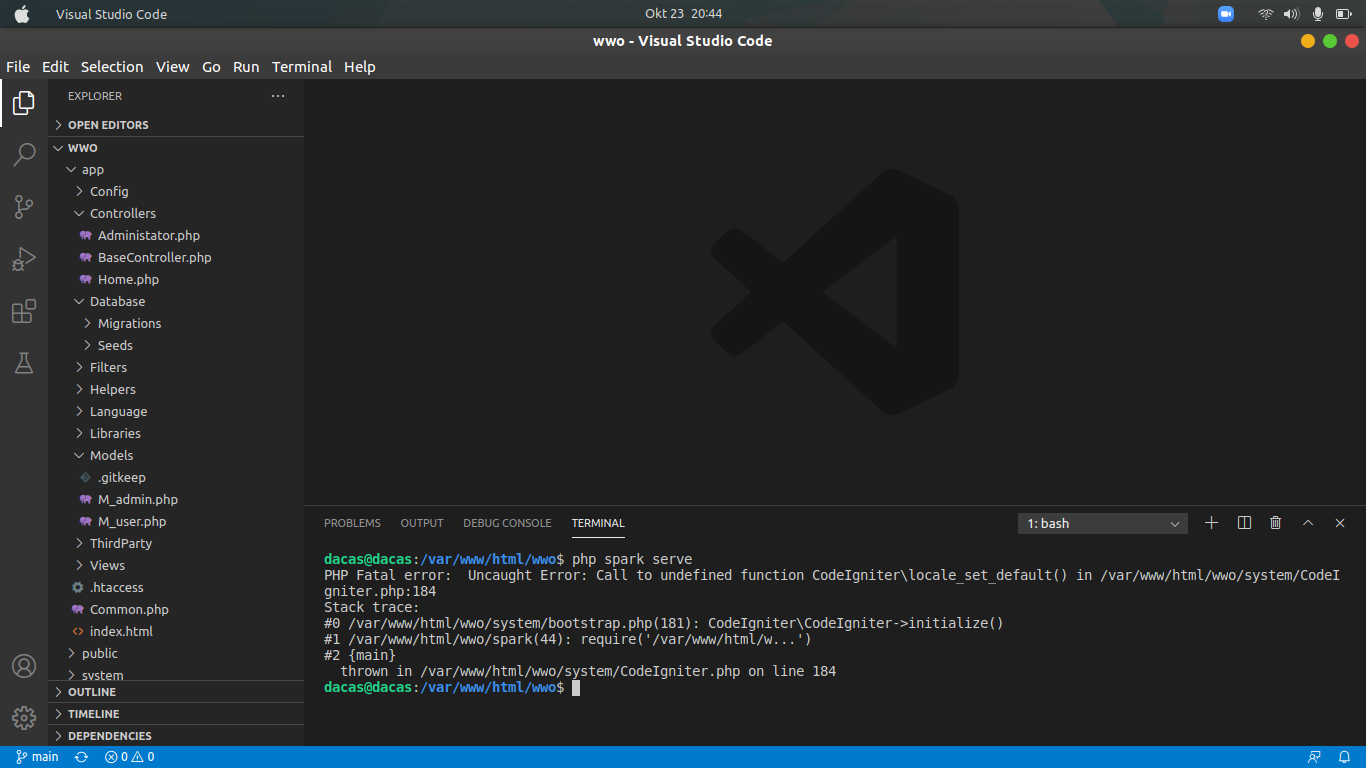 Visual Studio Code
Okt 23 20:44
wwo - Visual Studio Code
File Edit Selection View Go Run Terminal Help
EXPLORER
OPEN EDITORS
WWO
app
Config
Controllers
Administator.php
BaseController.php
Home.php
Database
Migrations
Seeds
Filters
Helpers
Language
Libraries
Models
.gitkeep
M_admin.php
M_user.php
ThirdParty
Views
.htaccess
Common.php
index.html
public
system
OUTLINE
TIMELINE
DEPENDENCIES
PROBLEMS OUTPUT DEBUG CONSOLE TERMINAL
1: bash
dacas@dacas:/var/www/html/wwo$ php spark serve
PHP Fatal error:  Uncaught Error: Call to undefined function CodeIgniter\locale_set_default() in /var/www/html/wwo/system/CodeI
gniter.php:184
Stack trace:
#0 /var/www/html/wwo/system/bootstrap.php(181): CodeIgniter\CodeIgniter->initialize()
#1 /var/www/html/wwo/spark(44): require('/var/www/html/w...')
#2 {main}
  thrown in /var/www/html/wwo/system/CodeIgniter.php on line 184
dacas@dacas:/var/www/html/wwo$
main 0 0